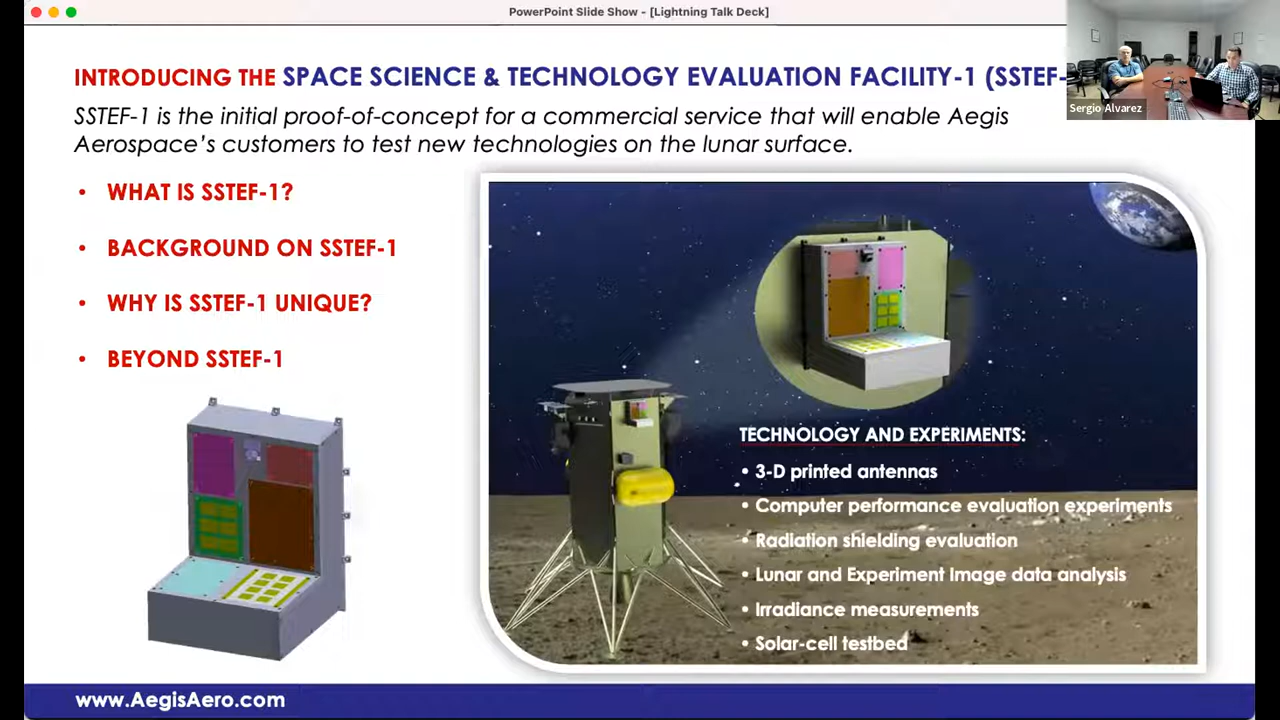 PowerPoint Slide Show - [Lightning Talk Deck]
INTRODUCING THE SPACE SCIENCE & TECHNOLOGY EVALUATION FACILITY-1 (SSTEF-
Sergio Alvarez
SSTEF-1 is the initial proof-of-concept for a commercial service that will enable Aegis
Aerospace's customers to test new technologies on the lunar surface.
• WHAT IS SSTEF-1?
• BACKGROUND ON SSTEF-1
• WHY IS SSTEF-1 UNIQUE?
• BEYOND SSTEF-1
TECHNOLOGY AND EXPERIMENTS:
• 3-D printed antennas
• Computer performance evaluation experiments
• Radiation shielding evaluation
• Lunar and Experiment Image data analysis
• Irradiance measurements
• Solar-cell testbed
www.AegisAero.com